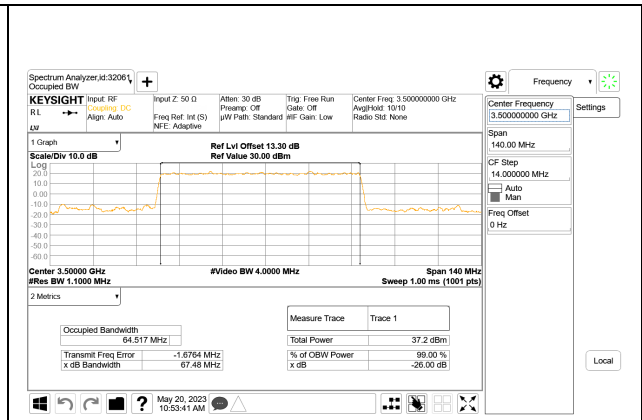 Spectrum Analyzer,id:32061
Occupied BW
Frequency
KEYSIGHT
R L
LXI
Input: RF
Coupling: DC
Align: Auto
Input Z: 50 Ω
Freq Ref: Int (S)
NFE: Adaptive
Atten: 30 dB
Preamp: Off
µW Path: Standard
Trig: Free Run
Gate: Off
#IF Gain: Low
Center Freq: 3.500000000 GHz
Avg|Hold: 10/10
Radio Std: None
Center Frequency
3.500000000 GHz
Settings
Span
140.00 MHz
CF Step
14.000000 MHz
Auto
Man
Freq Offset
0 Hz
1 Graph
Scale/Div 10.0 dB
Ref Lvl Offset 13.30 dB
Ref Value 30.00 dBm
Log
20.0
10.0
0.00
-10.0
-20.0
-30.0
-40.0
-50.0
-60.0
Center 3.50000 GHz
#Video BW 4.0000 MHz
Span 140 MHz
#Res BW 1.1000 MHz
Sweep 1.00 ms (1001 pts)
2 Metrics
Measure Trace
Trace 1
Occupied Bandwidth
64.517 MHz
Total Power
37.2 dBm
Transmit Freq Error
-1.6764 MHz
% of OBW Power
99.00 %
x dB Bandwidth
67.48 MHz
x dB
-26.00 dB
Local
?
May 20, 2023
10:53:41 AM